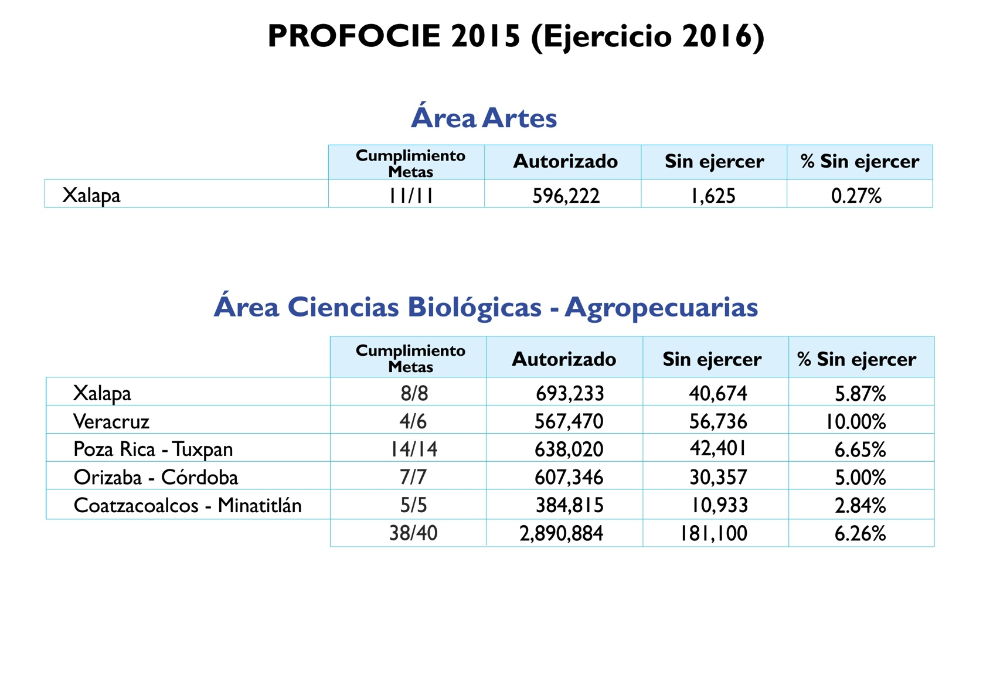 PROFOCIE 2015 (Ejercicio 2016)
Área Artes
Cumplimiento Metas Autorizado Sin ejercer % Sin ejercer
Xalapa 11/11 596,222 1,625 0.27%
Área Ciencias Biológicas - Agropecuarias
Cumplimiento Metas Autorizado Sin ejercer % Sin ejercer
Xalapa 8/8 693,233 40,674 5.87%
Veracruz 4/6 567,470 56,736 10.00%
Poza Rica - Tuxpan 14/14 638,020 42,401 6.65%
Orizaba - Córdoba 7/7 607,346 30,357 5.00%
Coatzacoalcos - Minatitlán 5/5 384,815 10,933 2.84%
38/40 2,890,884 181,100 6.26%